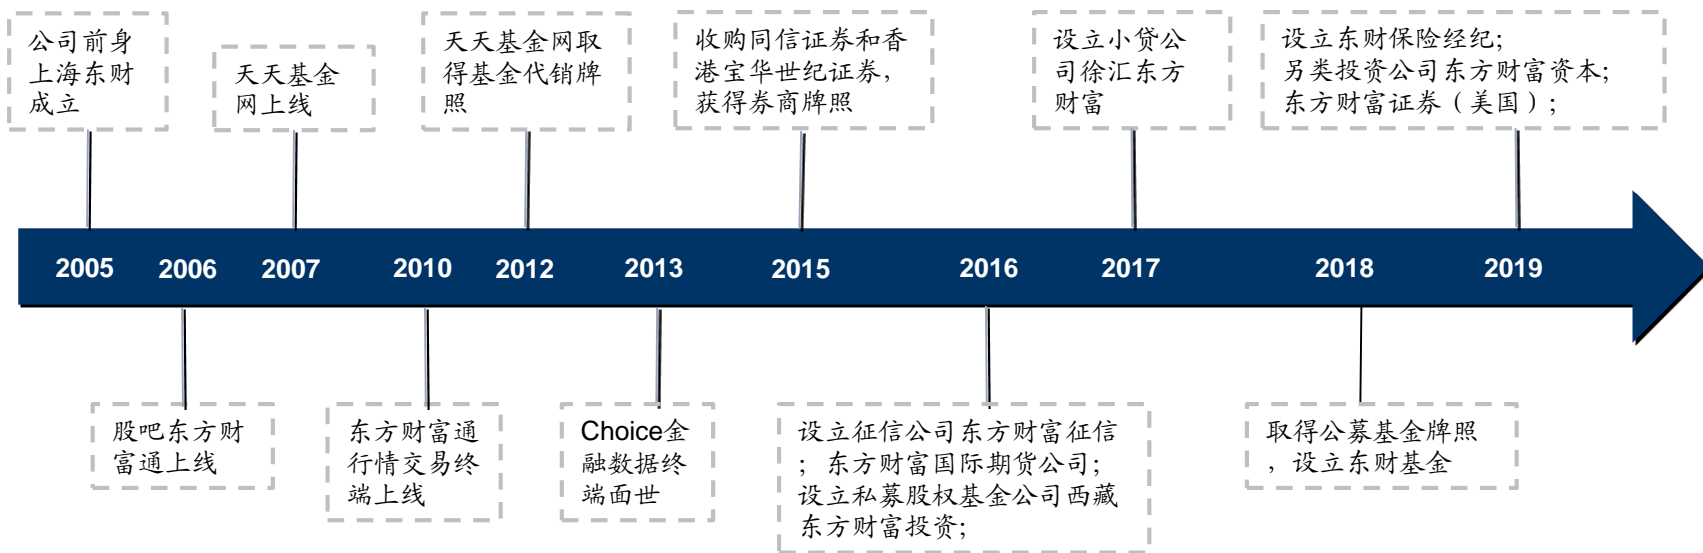 公司前身
上海东财
成立
天天基金
网上线
天天基金网取
得基金代销牌
照
收购同信证券和香
港宝华世纪证券，
获得券商牌照
设立小贷公
司徐汇东方
财富
设立东财保险经纪；
另类投资公司东方财富资本；
东方财富证券（美国）；
2005 2006 2007 2010 2012 2013 2015 2016 2017 2018 2019
股吧东方财
富通上线
东方财富通
行情交易终
端上线
Choice金
融数据终
端面世
设立征信公司东方财富征信
；东方财富国际期货公司；
设立私募股权基金公司西藏
东方财富投资；
取得公募基金牌照
，设立东财基金